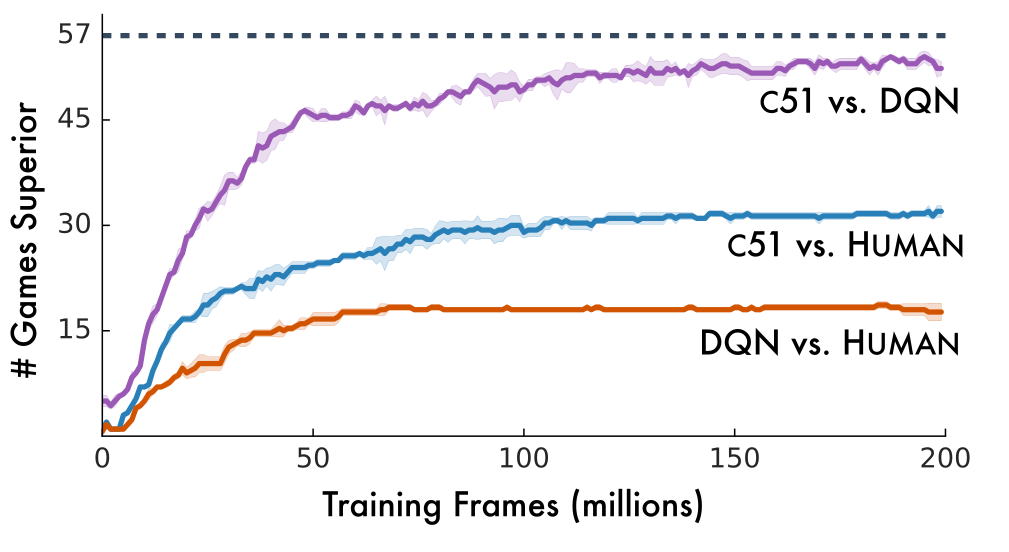 57
45
30
15
# Games Superior
C51 vs. DQN
C51 vs. HUMAN
DQN vs. HUMAN
0 50 100 150 200
Training Frames (millions)